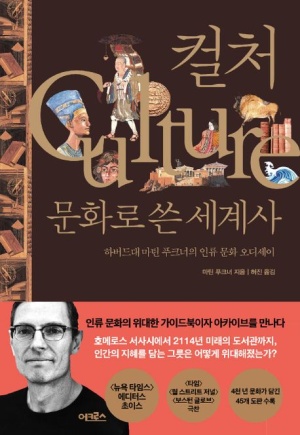 컬처
Culture
문화로 쓴 세계사
하버드대 마틴 푸크너의 인류 문화 오디세이
마틴 푸크너 지음 | 허진 옮김
인류 문화의 위대한 가이드북이자 아카이브를 만나다
호메로스 서사시에서 2114년 미래의 도서관까지,
인간의 지혜를 담는 그릇은 어떻게 위대해졌는가?
〈뉴욕 타임스〉
에디터스
초이스
〈타임〉
〈월 스트리트 저널〉
〈보스턴 글로브〉
극찬
4천 년 문화가 담긴
45개 도판 수록
어크로스